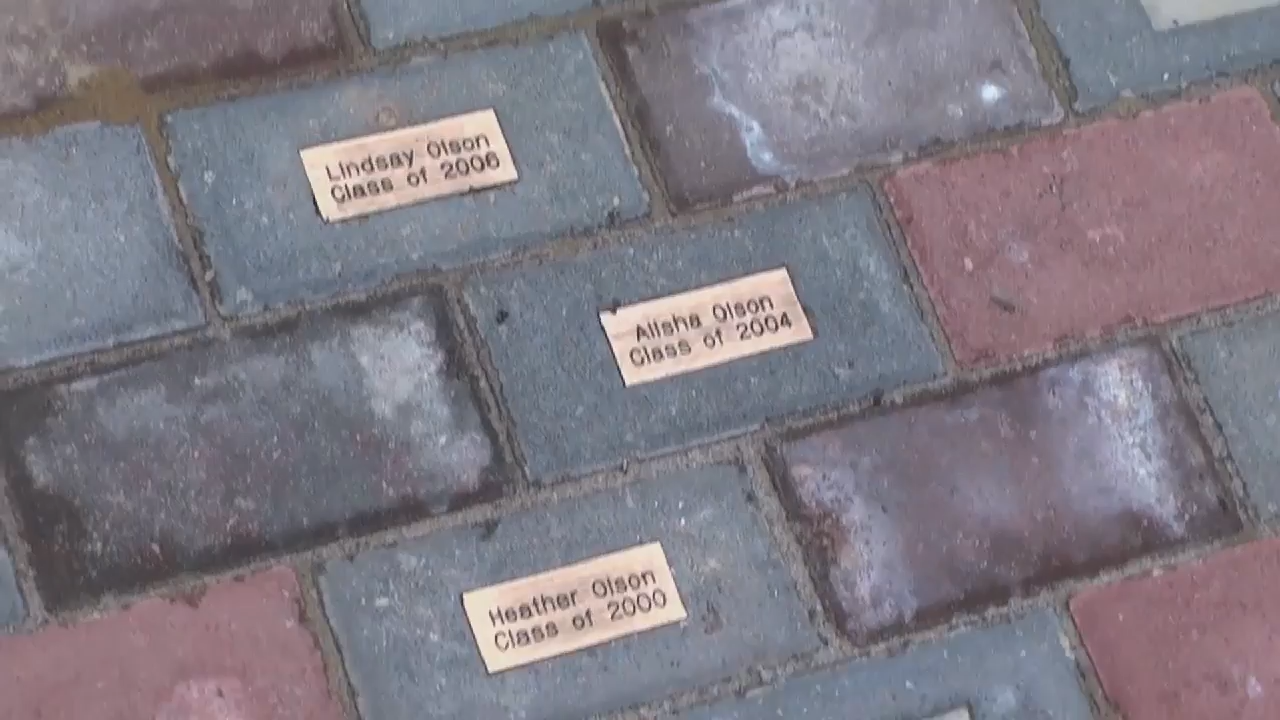 Lindsay Olson
Class of 2006
Alisha Olson
Class of 2004
Heather Olson
Class of 2000